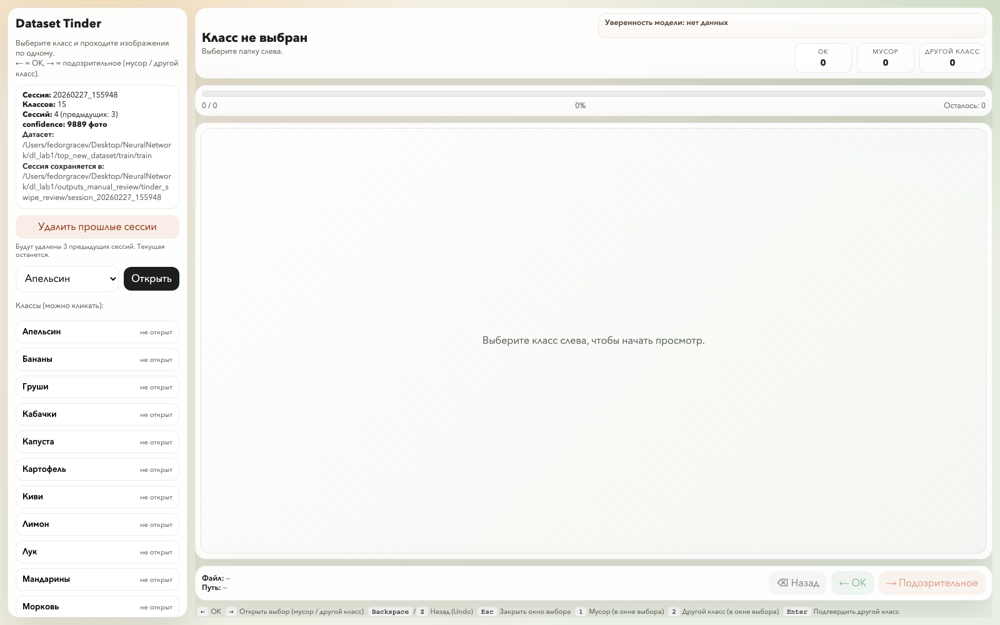 Dataset Tinder
Выберите класс и проходите изображения
по одному.
← = OK, → = подозрительное (мусор / другой
класс).
Сессия: 20260227_155948
Классов: 15
Сессий: 4 (предыдущих: 3)
confidence: 9889 фото
Датасет:
/Users/fedorgracev/Desktop/NeuralNetwor
k/dl_lab1/top_new_dataset/train/train
Сессия сохраняется в:
/Users/fedorgracev/Desktop/NeuralNetwor
k/dl_lab1/outputs_manual_review/tinder_s
wipe_review/session_20260227_155948
Удалить прошлые сессии
Будут удалены 3 предыдущих сессий. Текущая
останется.
Апельсин
Открыть
Классы (можно кликать):
Апельсин не открыт
Бананы не открыт
Груши не открыт
Кабачки не открыт
Капуста не открыт
Картофель не открыт
Киви не открыт
Лимон не открыт
Лук не открыт
Мандарины не открыт
Морковь не открыт
Класс не выбран
Выберите папку слева.
Уверенность модели: нет данных
OK
0
МУСОР
0
ДРУГОЙ КЛАСС
0
0 / 0 0% Осталось: 0
Выберите класс слева, чтобы начать просмотр.
Файл: —
Путь: —
⌫ Назад
← OK
→ Подозрительное
← OK → Открыть выбор (мусор / другой класс) Backspace / Z Назад (Undo) Esc Закрыть окно выбора 1 Мусор (в окне выбора) 2 Другой класс (в окне выбора) Enter Подтвердить другой класс